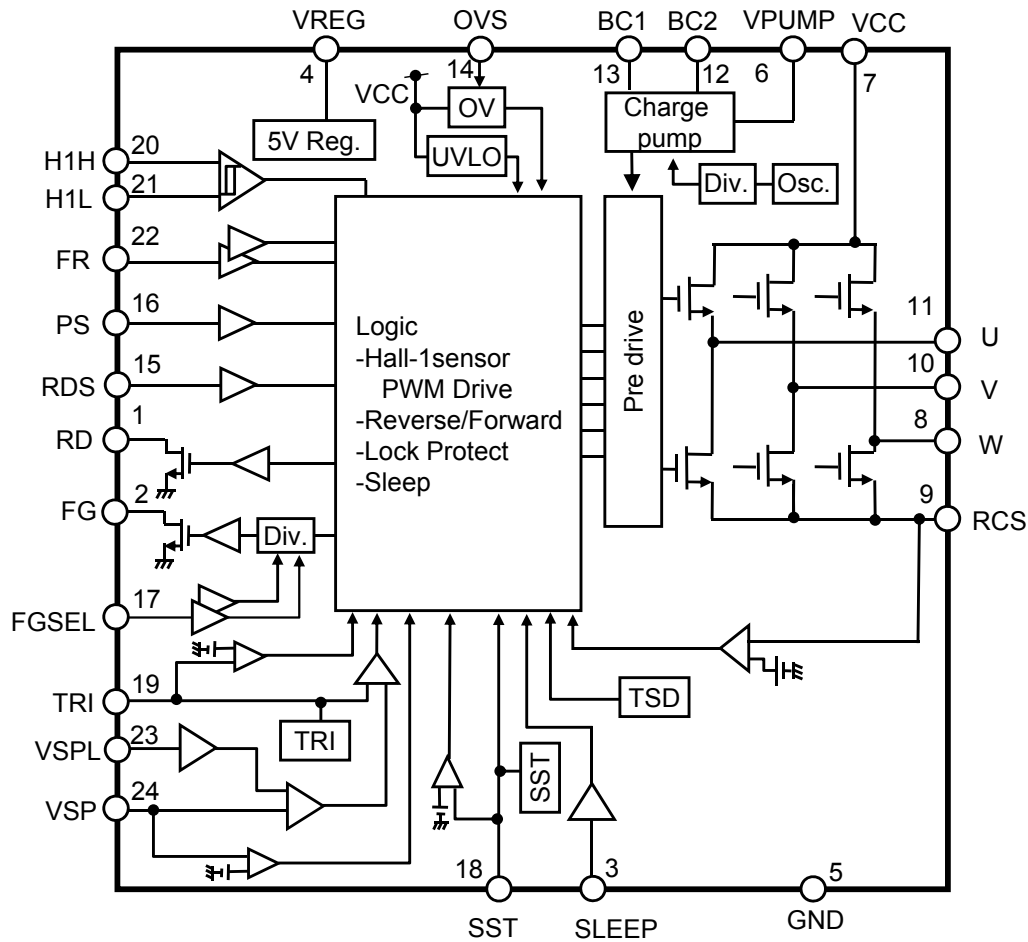 VREG
OVS
BC1
BC2
VPUMP
VCC
4
14
13
12
6
7
VCC
OV
Charge
pump
5V Reg.
UVLO
Div.
Osc.
H1H
20
H1L
21
FR
22
PS
16
RDS
15
RD
1
FG
2
Div.
FGSEL
17
TRI
19
TRI
VSPL
23
VSP
24
Logic
-Hall-1sensor
PWM Drive
-Reverse/Forward
-Lock Protect
-Sleep
Pre drive
11
U
10
V
8
W
9
RCS
TSD
SST
18
SST
3
SLEEP
5
GND